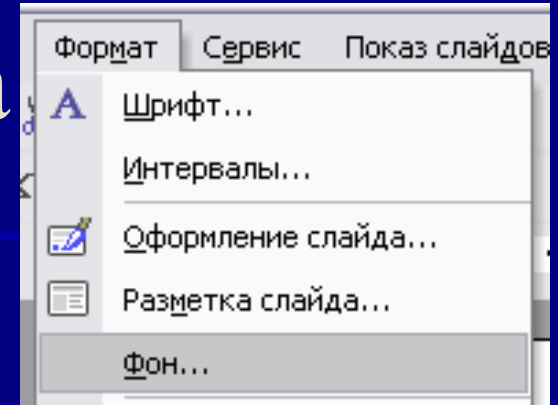 Формат Сервис Показ слайдов
Шрифт...
Интервалы...
Оформление слайда...
Разметка слайда...
Фон...